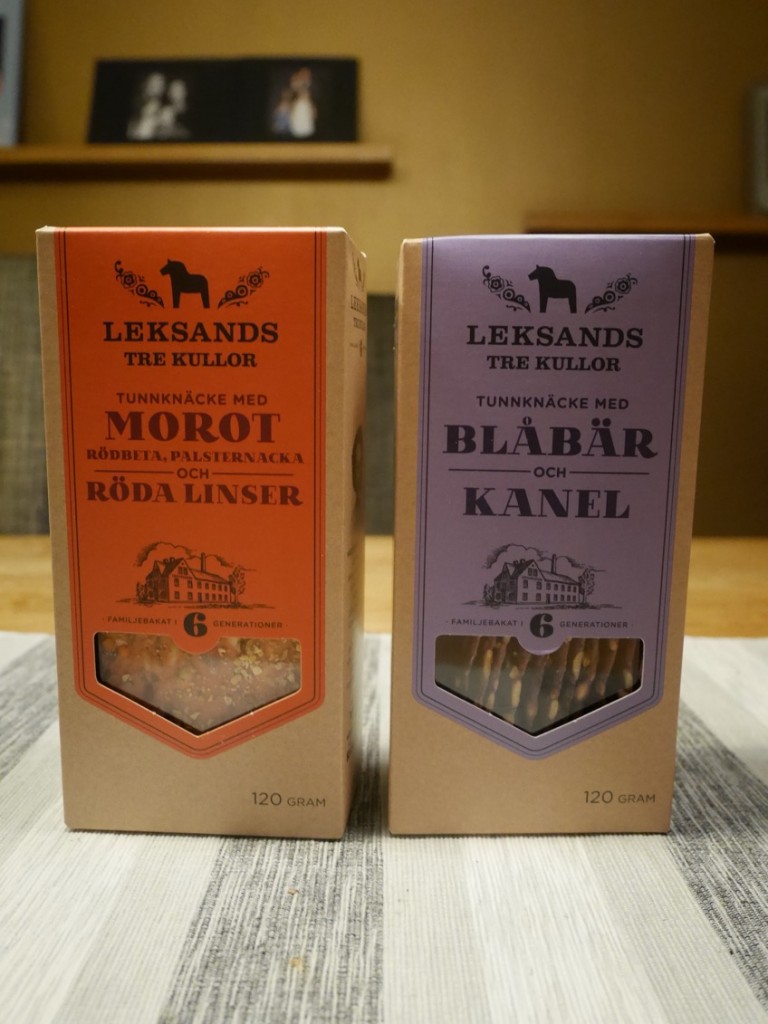 LEKSANDS
TRE KULLOR
TUNNKNÄCKE MED
MOROT
RÖDBETA, PALSTERNACKA
OCH
RÖDA LINSER
· FAMILJEBAKAT I 6 GENERATIONER ·
120 GRAM
LEKSANDS
TRE KULLOR
TUNNKNÄCKE MED
BLÅBÄR
OCH
KANEL
· FAMILJEBAKAT I 6 GENERATIONER ·
120 GRAM